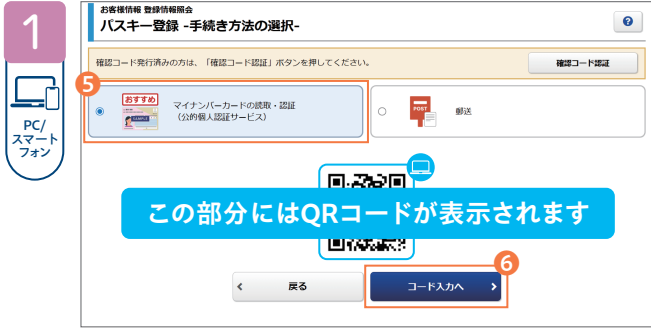 1
PC/
スマート
フォン
お客様情報 登録情報照会
パスキー登録 -手続き方法の選択-
?
確認コード発行済みの方は、「確認コード認証」ボタンを押してください。
確認コード認証
5
おすすめ
マイナンバーカードの読取・認証
（公的個人認証サービス）
SAMPLE
POST
郵送
この部分にはQRコードが表示されます
6
戻る
コード入力へ